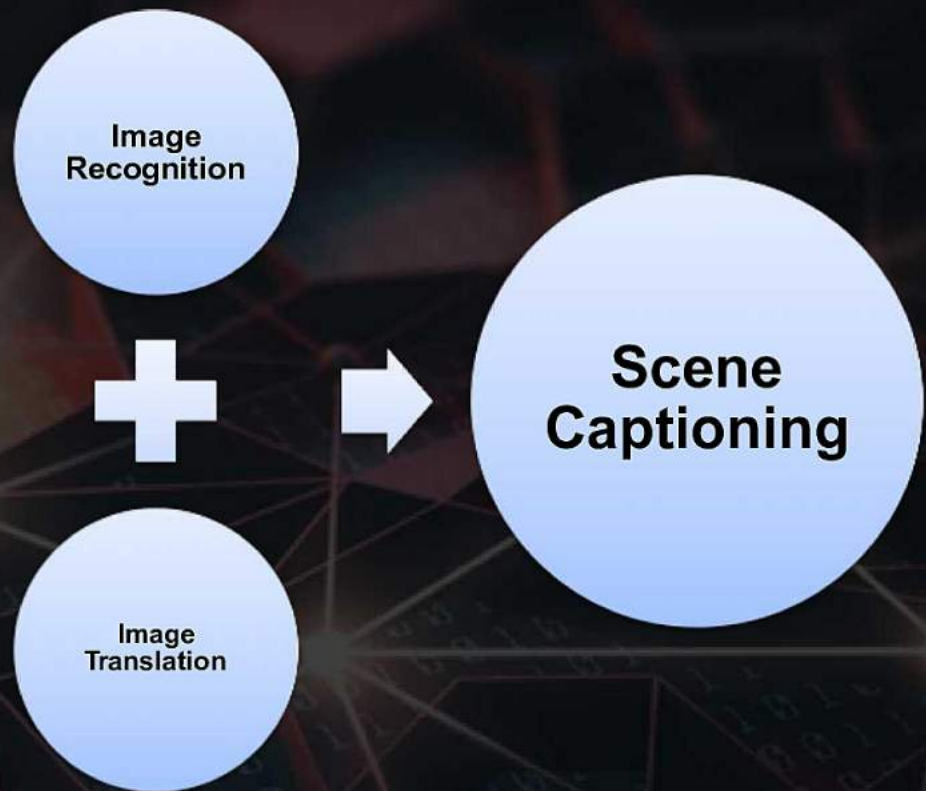 Image
Recognition
Scene
Captioning
Image
Translation